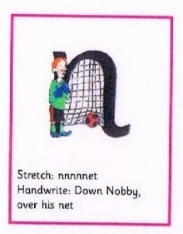 n
Stretch: nnnnnet
Handwrite: Down Nobby,
over his net